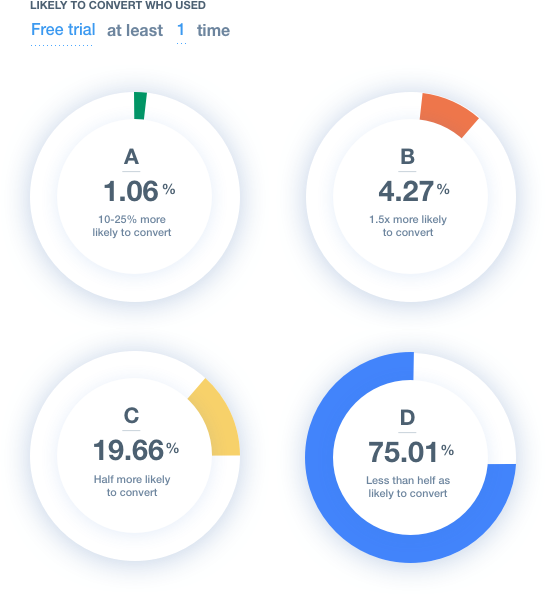 LIKELY TO CONVERT WHO USED
Free trial at least 1 time
A
1.06 %
10-25% more
likely to convert
B
4.27 %
1.5x more likely
to convert
C
19.66 %
Half more likely
to convert
D
75.01 %
Less than helf as
likely to convert